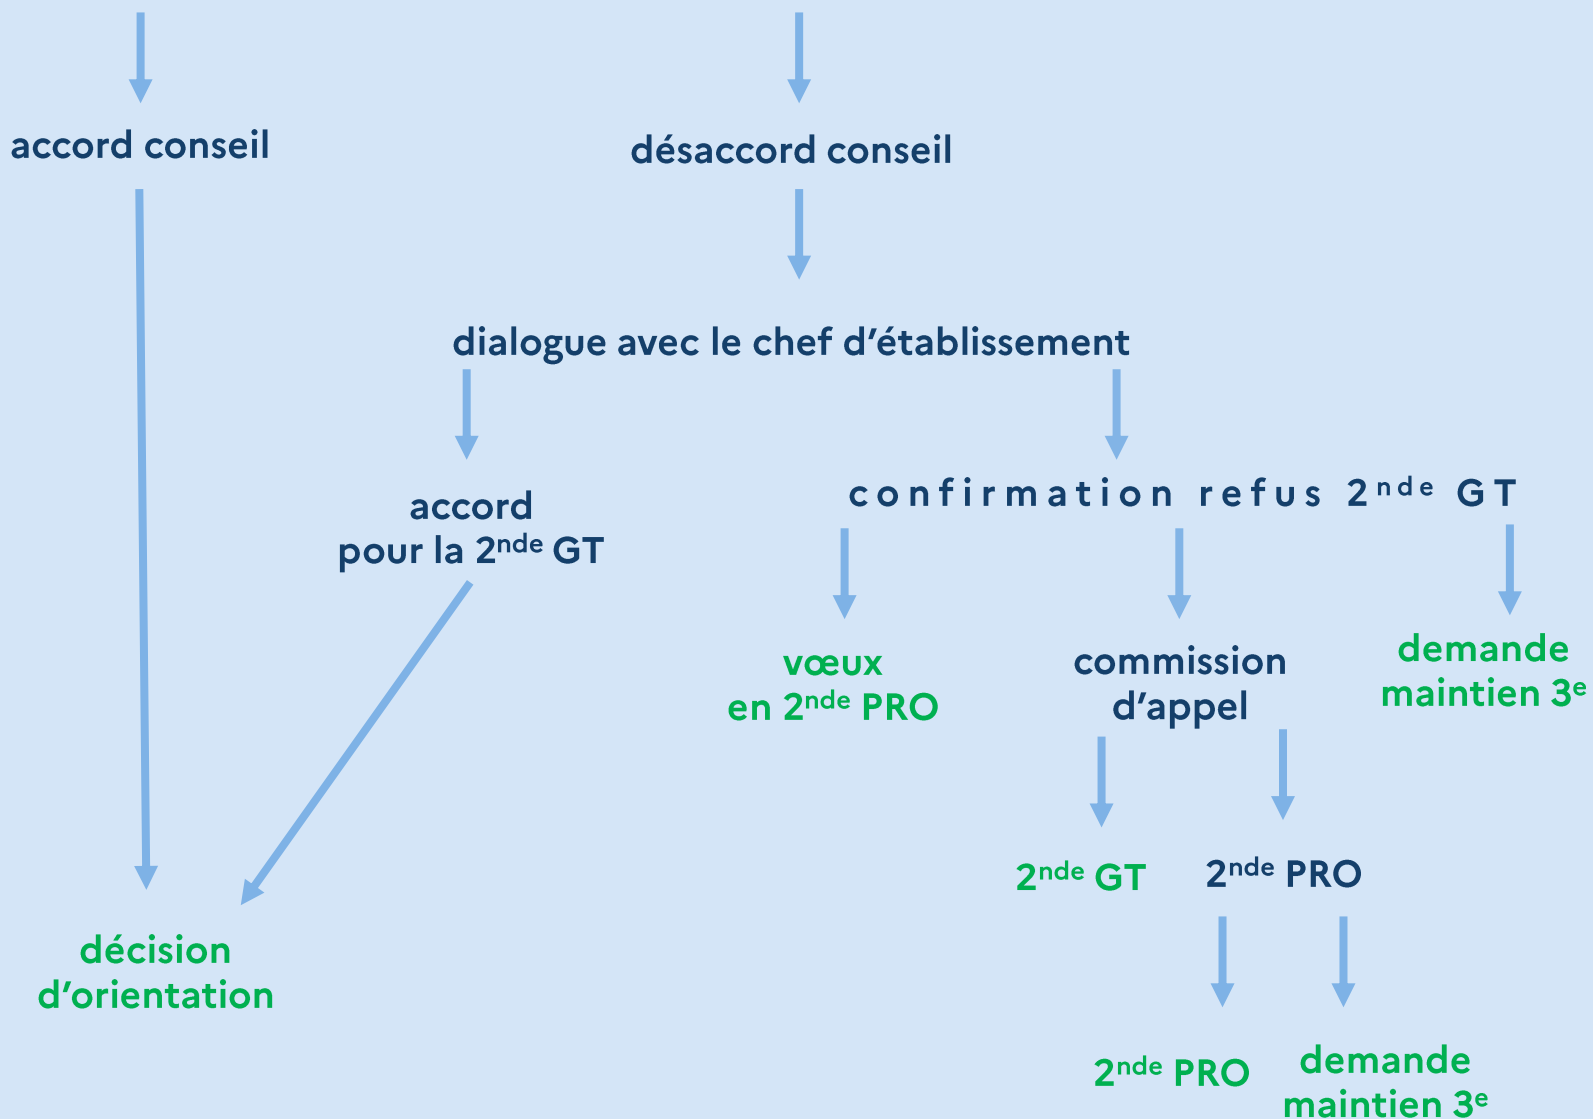 accord conseil
désaccord conseil
dialogue avec le chef d’établissement
accord
pour la 2nde GT
confirmation refus 2nde GT
vœux
en 2nde PRO
commission
d’appel
demande
maintien 3e
2nde GT
2nde PRO
décision
d’orientation
2nde PRO
demande
maintien 3e